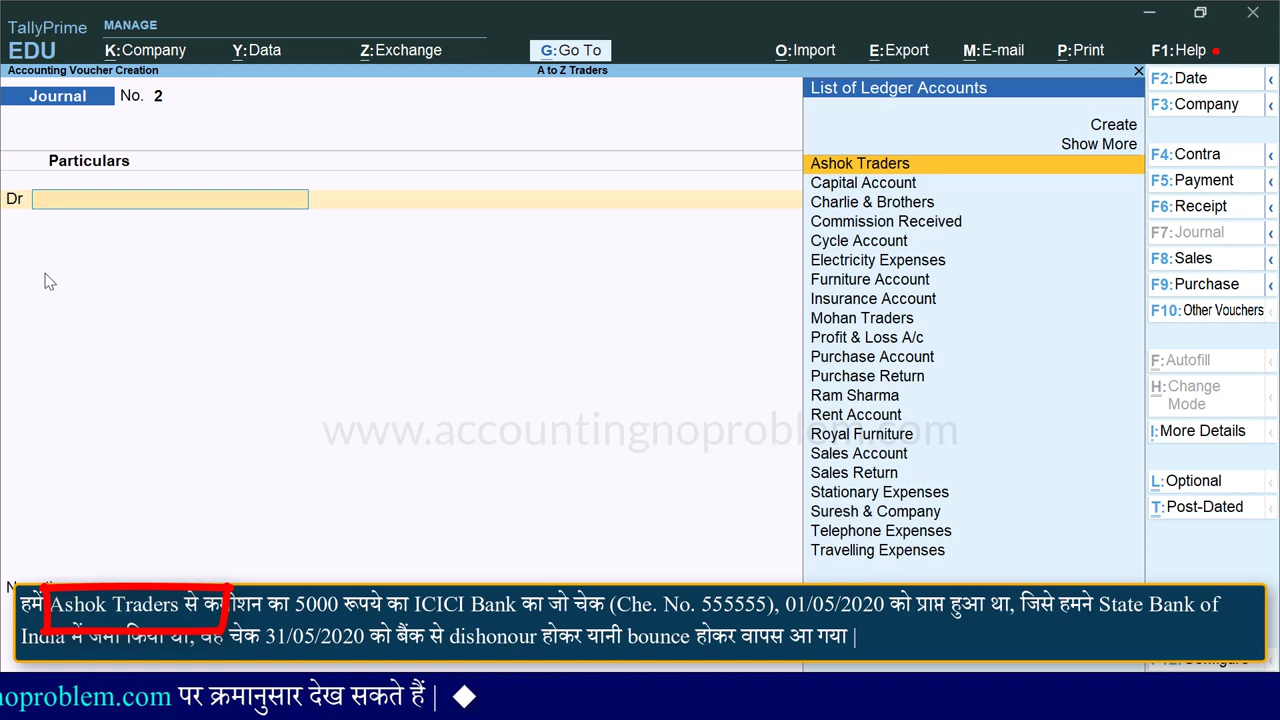 TallyPrime
EDU
MANAGE
K:Company Y:Data Z:Exchange G:Go To O:Import E:Export M:E-mail P:Print F1:Help
Accounting Voucher Creation A to Z Traders
Journal No. 2
Particulars
Dr
List of Ledger Accounts
Create
Show More
Ashok Traders
Capital Account
Charlie & Brothers
Commission Received
Cycle Account
Electricity Expenses
Furniture Account
Insurance Account
Mohan Traders
Profit & Loss A/c
Purchase Account
Purchase Return
Ram Sharma
Rent Account
Royal Furniture
Sales Account
Sales Return
Stationary Expenses
Suresh & Company
Telephone Expenses
Travelling Expenses
F2:Date
F3:Company
F4:Contra
F5:Payment
F6:Receipt
F7:Journal
F8:Sales
F9:Purchase
F10:Other Vouchers
F:Autofill
H:Change
Mode
I:More Details
L:Optional
T:Post-Dated
www.accountingnoproblem.com
हमें Ashok Traders से कमीशन का 5000 रूपये का ICICI Bank का जो चेक (Che. No. 555555), 01/05/2020 को प्राप्त हुआ था, जिसे हमने State Bank of
India में जमा किया था, वह चेक 31/05/2020 को बैंक से dishonour होकर यानी bounce होकर वापस आ गया |
noproblem.com पर क्रमानुसार देख सकते हैं | ◆